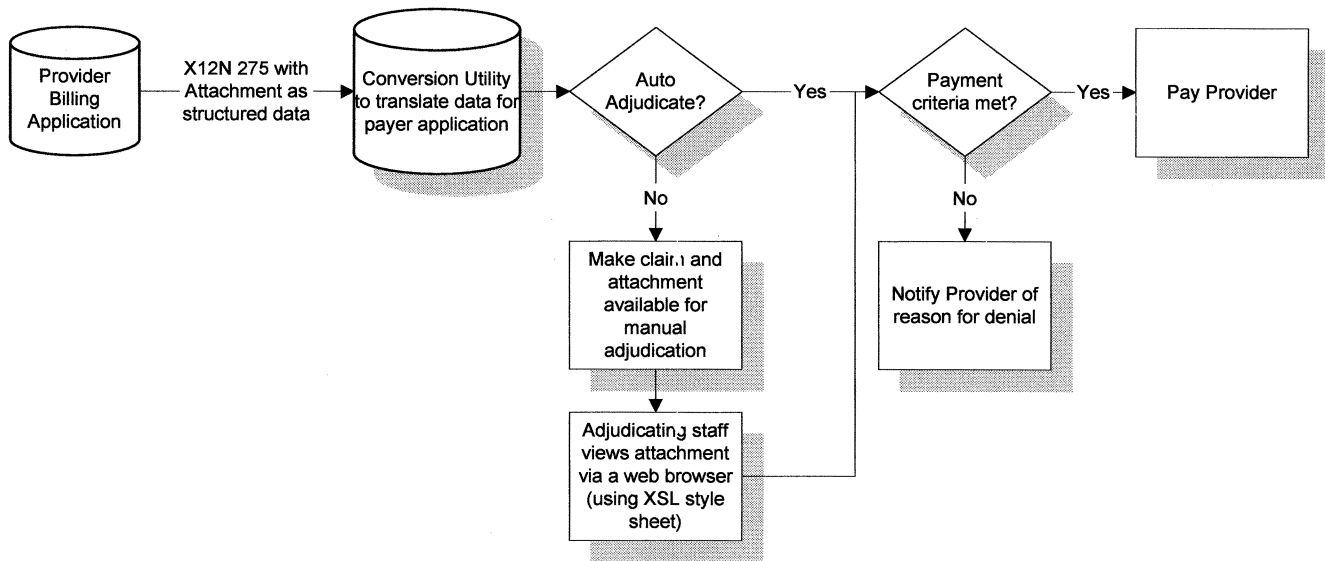 Provider
Billing
Application
X12N 275 with
Attachment as
structured data
Conversion Utility
to translate data for
payer application
Auto
Adjudicate?
Yes
Payment
criteria met?
Yes
Pay Provider
No
Make claim and
attachment
available for
manual
adjudication
No
Notify Provider of
reason for denial
Adjudicating staff
views attachment
via a web browser
(using XSL style
sheet)